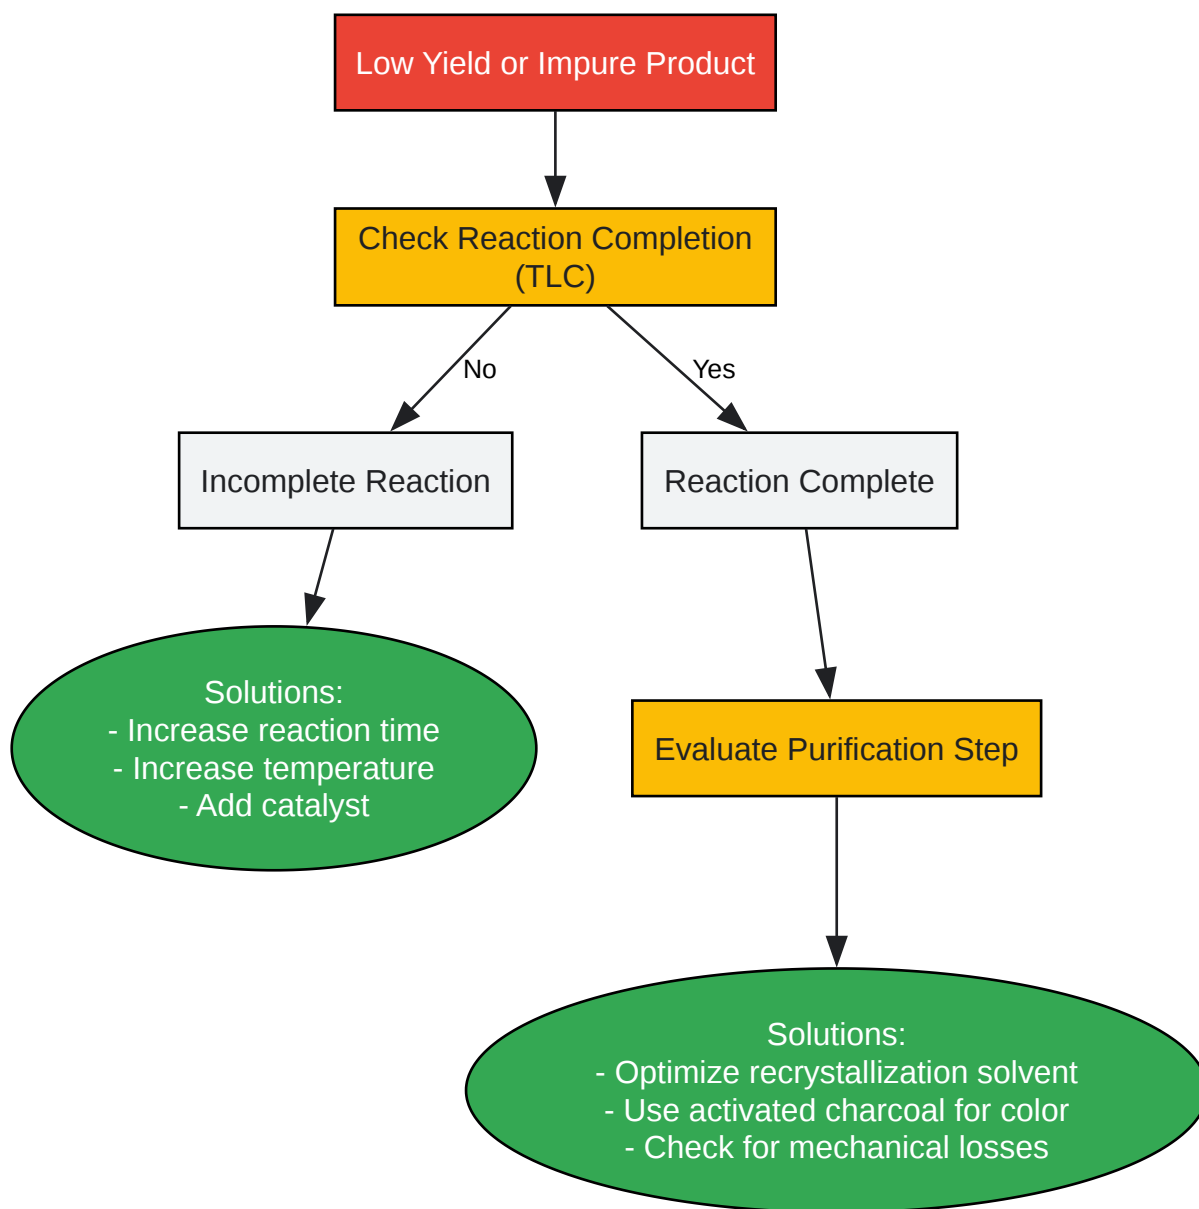 Low Yield or Impure Product
Check Reaction Completion
(TLC)
No
Yes
Incomplete Reaction
Reaction Complete
Solutions:
- Increase reaction time
- Increase temperature
- Add catalyst
Evaluate Purification Step
Solutions:
- Optimize recrystallization solvent
- Use activated charcoal for color
- Check for mechanical losses